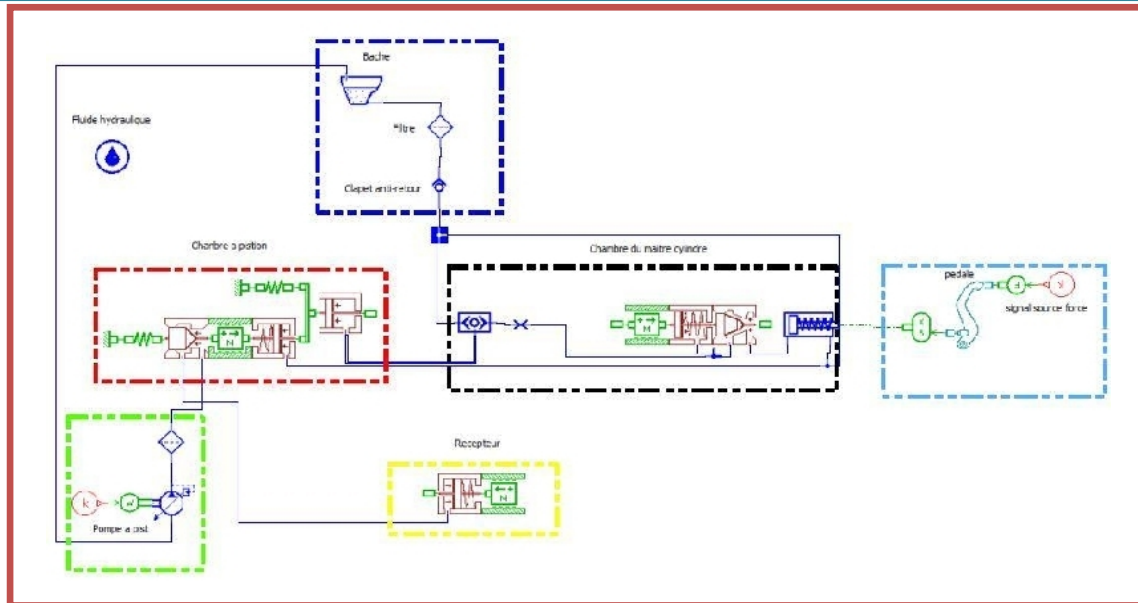 Bache
Fluide hydraulique
Filtre
Clapet anti-retour
Chambre a piston
Chambre du maitre cylindre
pedale
signal source force
Recepteur
Pompe a pist.